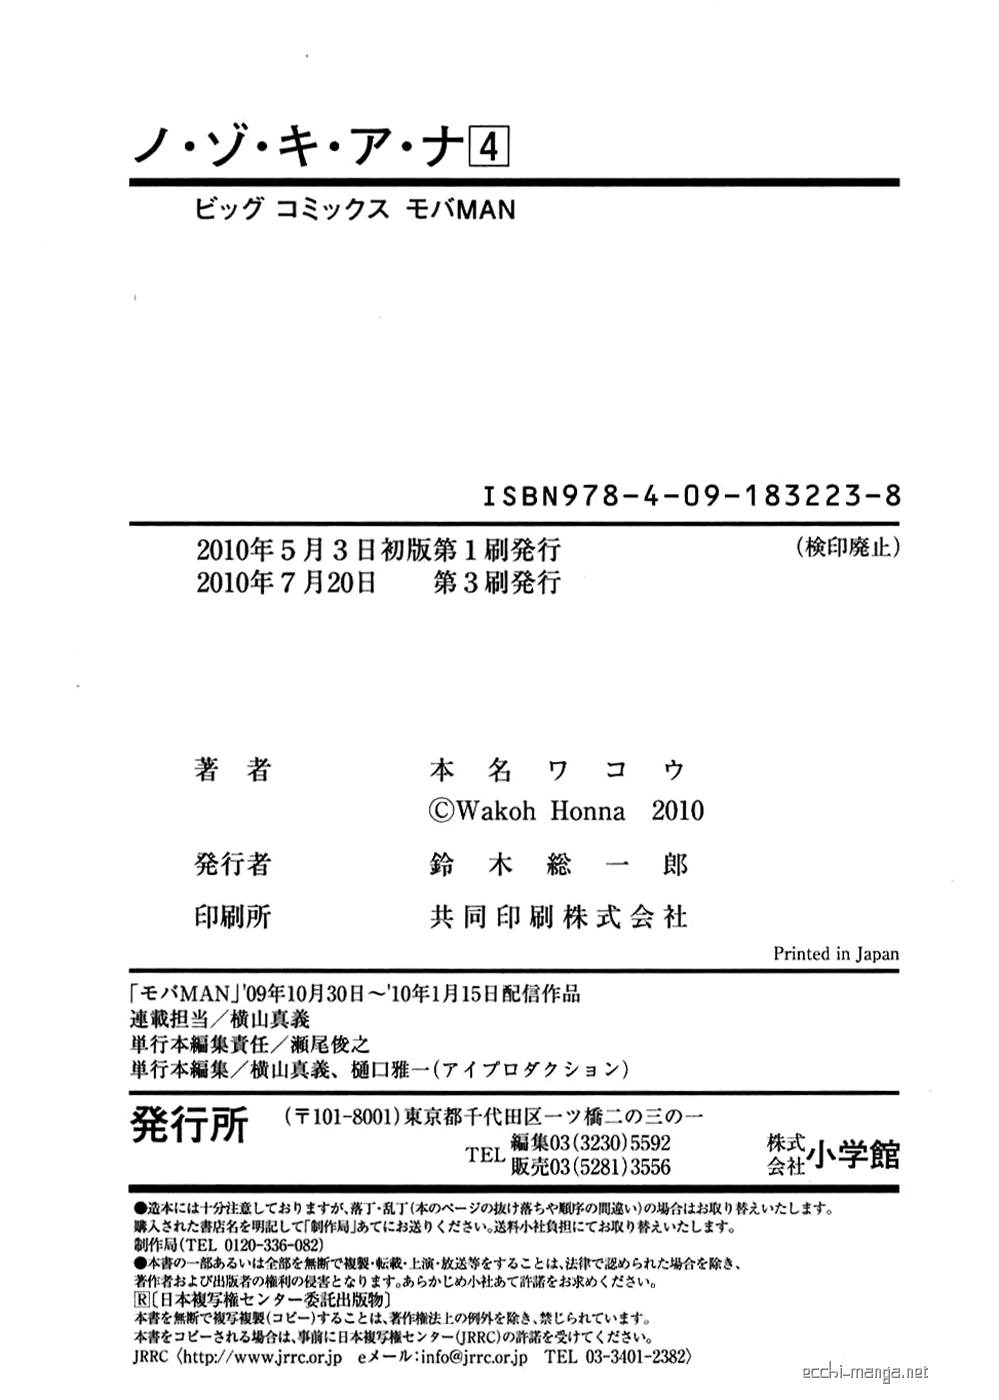 ノ・ゾ・キ・ア・ナ4
ビッグ コミックス モバMAN
ISBN978-4-09-183223-8
2010年5月3日初版第1刷発行
(検印廃止)
2010年7月20日 第3刷発行
著者 本名ワコウ
©Wakoh Honna 2010
発行者 鈴木総一郎
印刷所 共同印刷株式会社
Printed in Japan
「モバMAN」'09年10月30日～'10年1月15日配信作品
連載担当／横山真義
単行本編集責任／瀬尾俊之
単行本編集／横山真義、樋口雅一(アイプロダクション)
発行所 (〒101-8001)東京都千代田区一ツ橋二の三の一
TEL 編集03(3230)5592
販売03(5281)3556
株式会社小学館
●造本には十分注意しておりますが、落丁・乱丁(本のページの抜け落ちや順序の間違い)の場合はお取り替えいたします。
購入された書店名を明記して「制作局」あてにお送りください。送料小社負担にてお取り替えいたします。
制作局(TEL 0120-336-082)
●本書の一部あるいは全部を無断で複製・転載・上演・放送等をすることは、法律で認められた場合を除き、
著作者および出版者の権利の侵害となります。あらかじめ小社あて許諾をお求めください。
R[日本複写権センター委託出版物]
本書を無断で複写複製(コピー)することは、著作権法上の例外を除き、禁じられています。
本書をコピーされる場合は、事前に日本複写権センター(JRRC)の許諾を受けてください。
JRRC〈http://www.jrrc.or.jp eメール:info@jrrc.or.jp TEL 03-3401-2382〉
ecchi-manga.net